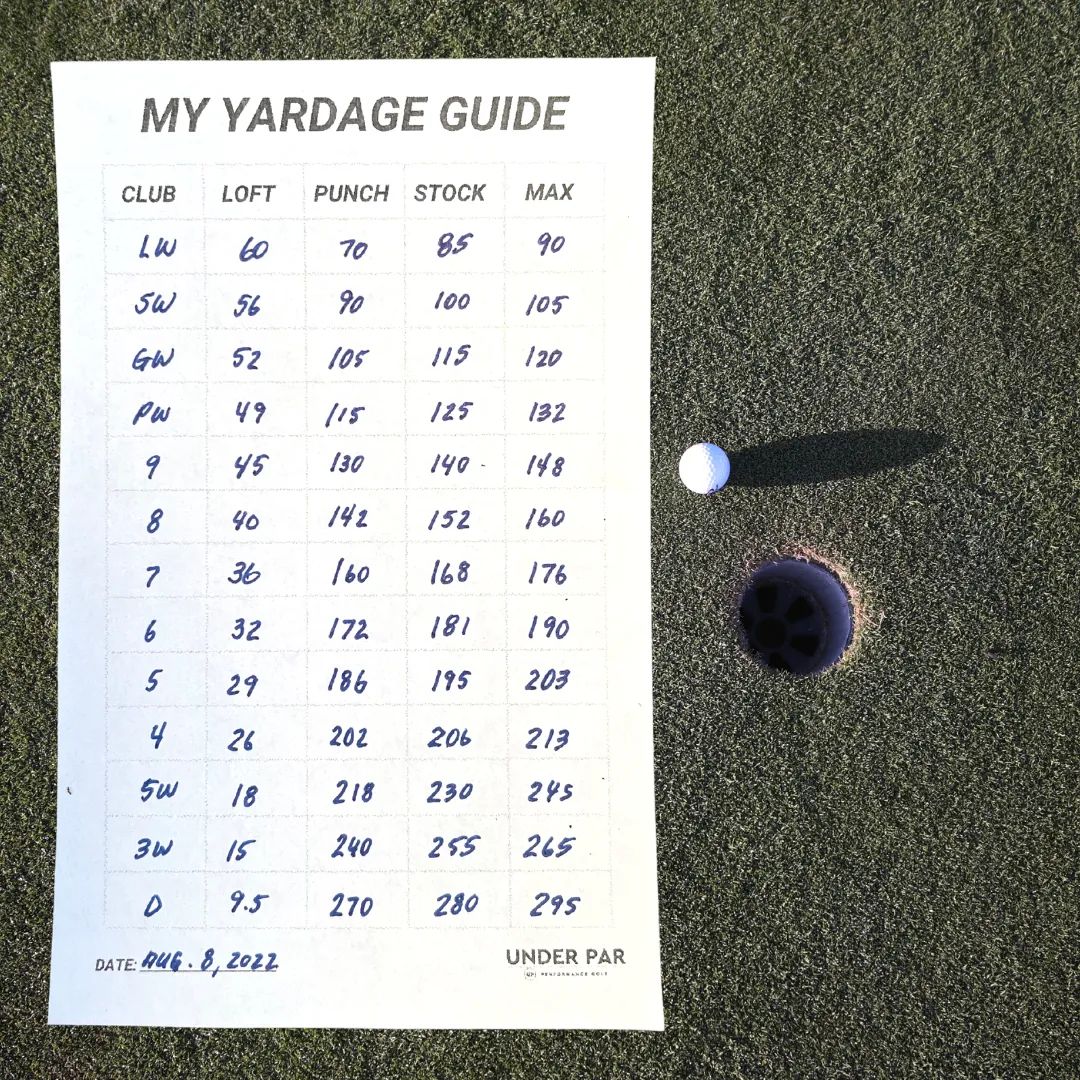 MY YARDAGE GUIDE
CLUB LOFT PUNCH STOCK MAX
LW 60 70 85 90
SW 56 90 100 105
GW 52 105 115 120
PW 49 115 125 132
9 45 130 140 148
8 40 142 152 160
7 36 160 168 176
6 32 172 181 190
5 29 186 195 203
4 26 202 206 213
5W 18 218 230 245
3W 15 240 255 265
D 9.5 270 280 295
DATE: AUG. 8, 2022
UNDER PAR
UP PERFORMANCE GOLF